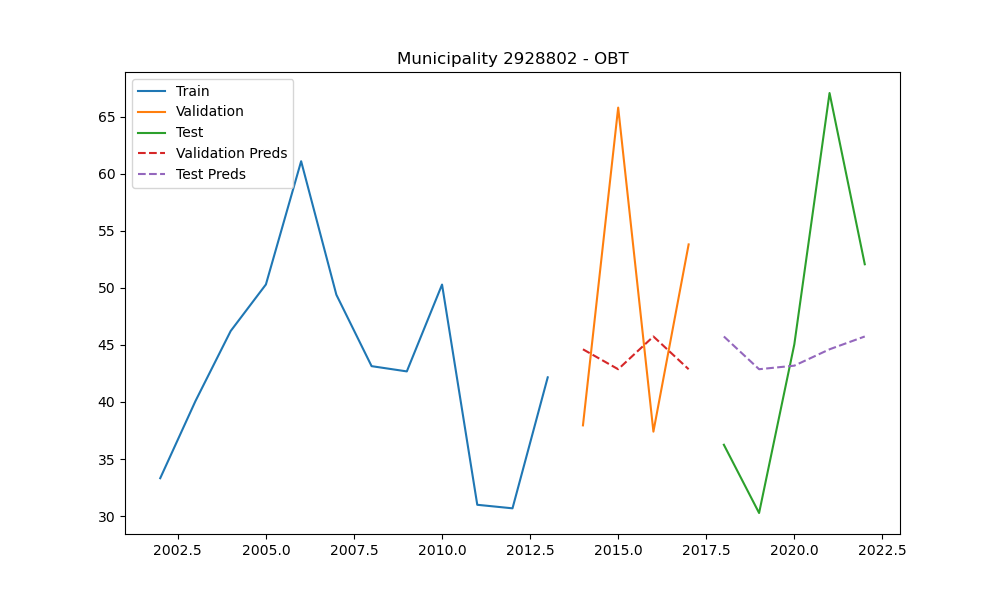 Municipality 2928802 - OBT
Train
Validation
Test
Validation Preds
Test Preds
65
60
55
50
45
40
35
30
2002.5 2005.0 2007.5 2010.0 2012.5 2015.0 2017.5 2020.0 2022.5